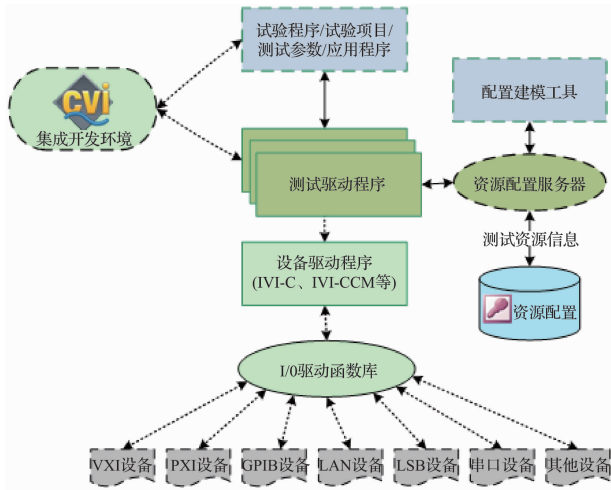 试验程序/试验项目/
测试参数/应用程序
CVi
集成开发环境
配置建模工具
测试驱动程序
资源配置服务器
测试资源信息
设备驱动程序
(IVI-C、IVI-CCM等)
资源配置
I/0驱动函数库
VXI设备
PXI设备
GPIB设备
LAN设备
LSB设备
串口设备
其他设备